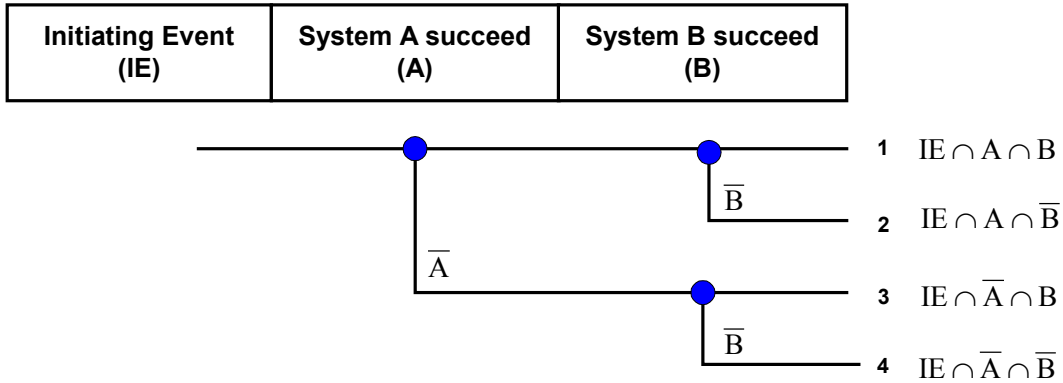 Initiating Event
(IE)
System A succeed
(A)
System B succeed
(B)
1 IE ∩ A ∩ B
B̅
2 IE ∩ A ∩ B̅
A̅
3 IE ∩ A̅ ∩ B
B̅
4 IE ∩ A̅ ∩ B̅